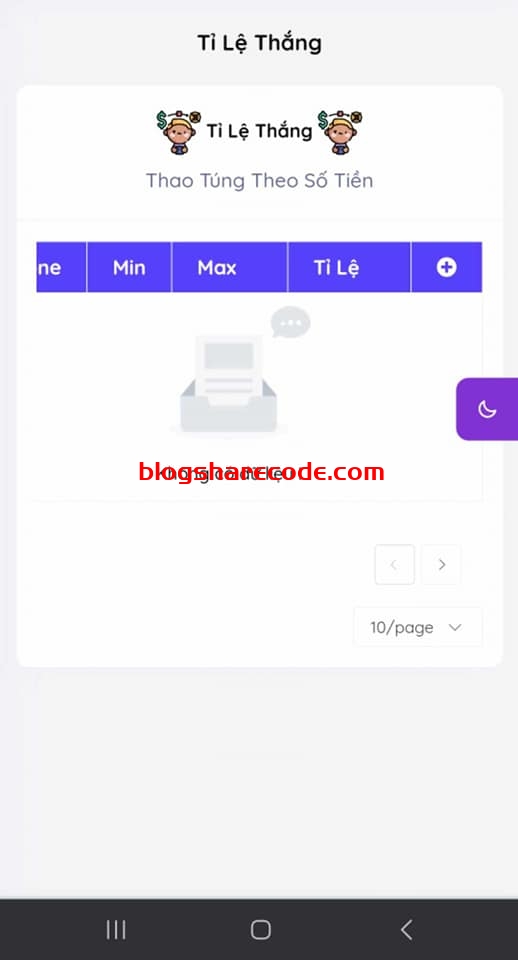 Tỉ Lệ Thắng
Tỉ Lệ Thắng
Thao Túng Theo Số Tiền
ne Min Max Tỉ Lệ
blogsharecode.com
10/page